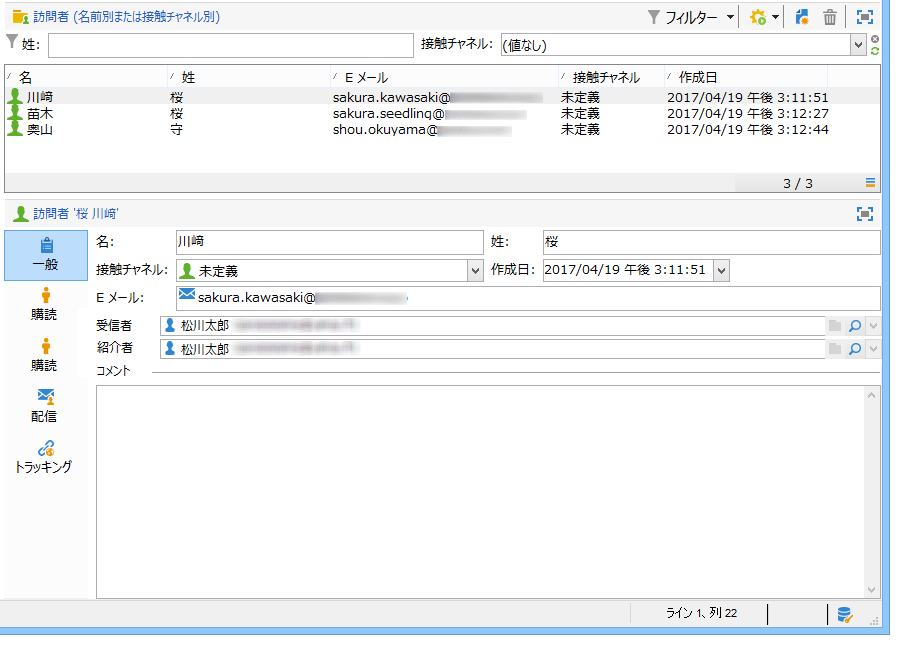 訪問者 (名前別または接触チャネル別) フィルター
姓: 接触チャネル: (値なし)
名 姓 E メール 接触チャネル 作成日
川﨑 桜 sakura.kawasaki@ 未定義 2017/04/19 午後 3:11:51
苗木 桜 sakura.seedling@ 未定義 2017/04/19 午後 3:12:27
奥山 守 shou.okuyama@ 未定義 2017/04/19 午後 3:12:44
3 / 3
訪問者 '桜 川﨑'
一般
購読
購読
配信
トラッキング
名: 川﨑 姓: 桜
接触チャネル: 未定義 作成日: 2017/04/19 午後 3:11:51
E メール: sakura.kawasaki@
受信者 松川太郎
紹介者 松川太郎
コメント
ライン 1、列 22